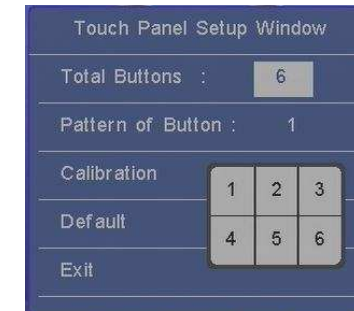 Touch Panel Setup Window
Total Buttons : 6
Pattern of Button : 1
Calibration
1 2 3
Default
4 5 6
Exit